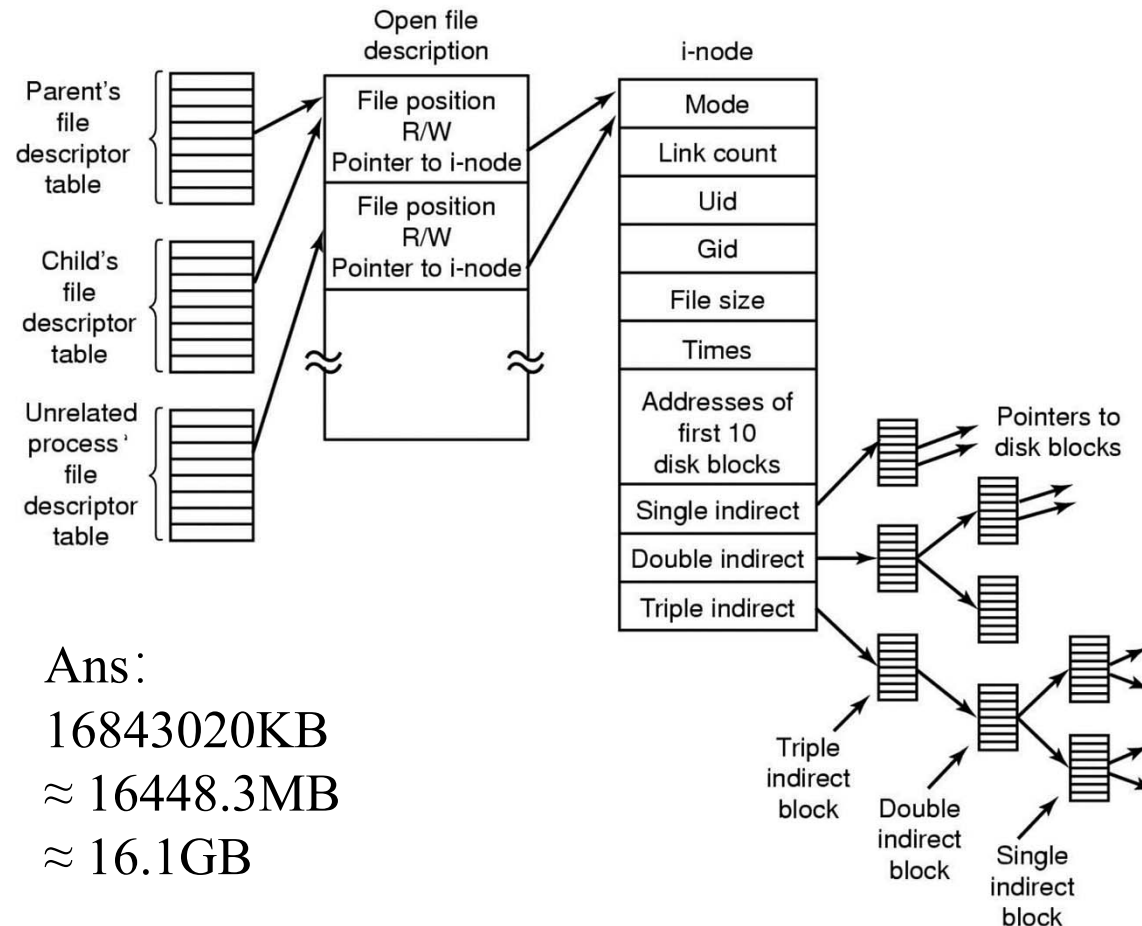 Open file
description
i-node
Parent's
file
descriptor
table
File position
R/W
Pointer to i-node
File position
R/W
Pointer to i-node
Child's
file
descriptor
table
Unrelated
process'
file
descriptor
table
Mode
Link count
Uid
Gid
File size
Times
Addresses of
first 10
disk blocks
Single indirect
Double indirect
Triple indirect
Pointers to
disk blocks
Triple
indirect
block
Double
indirect
block
Single
indirect
block
Ans:
16843020KB
≈ 16448.3MB
≈ 16.1GB